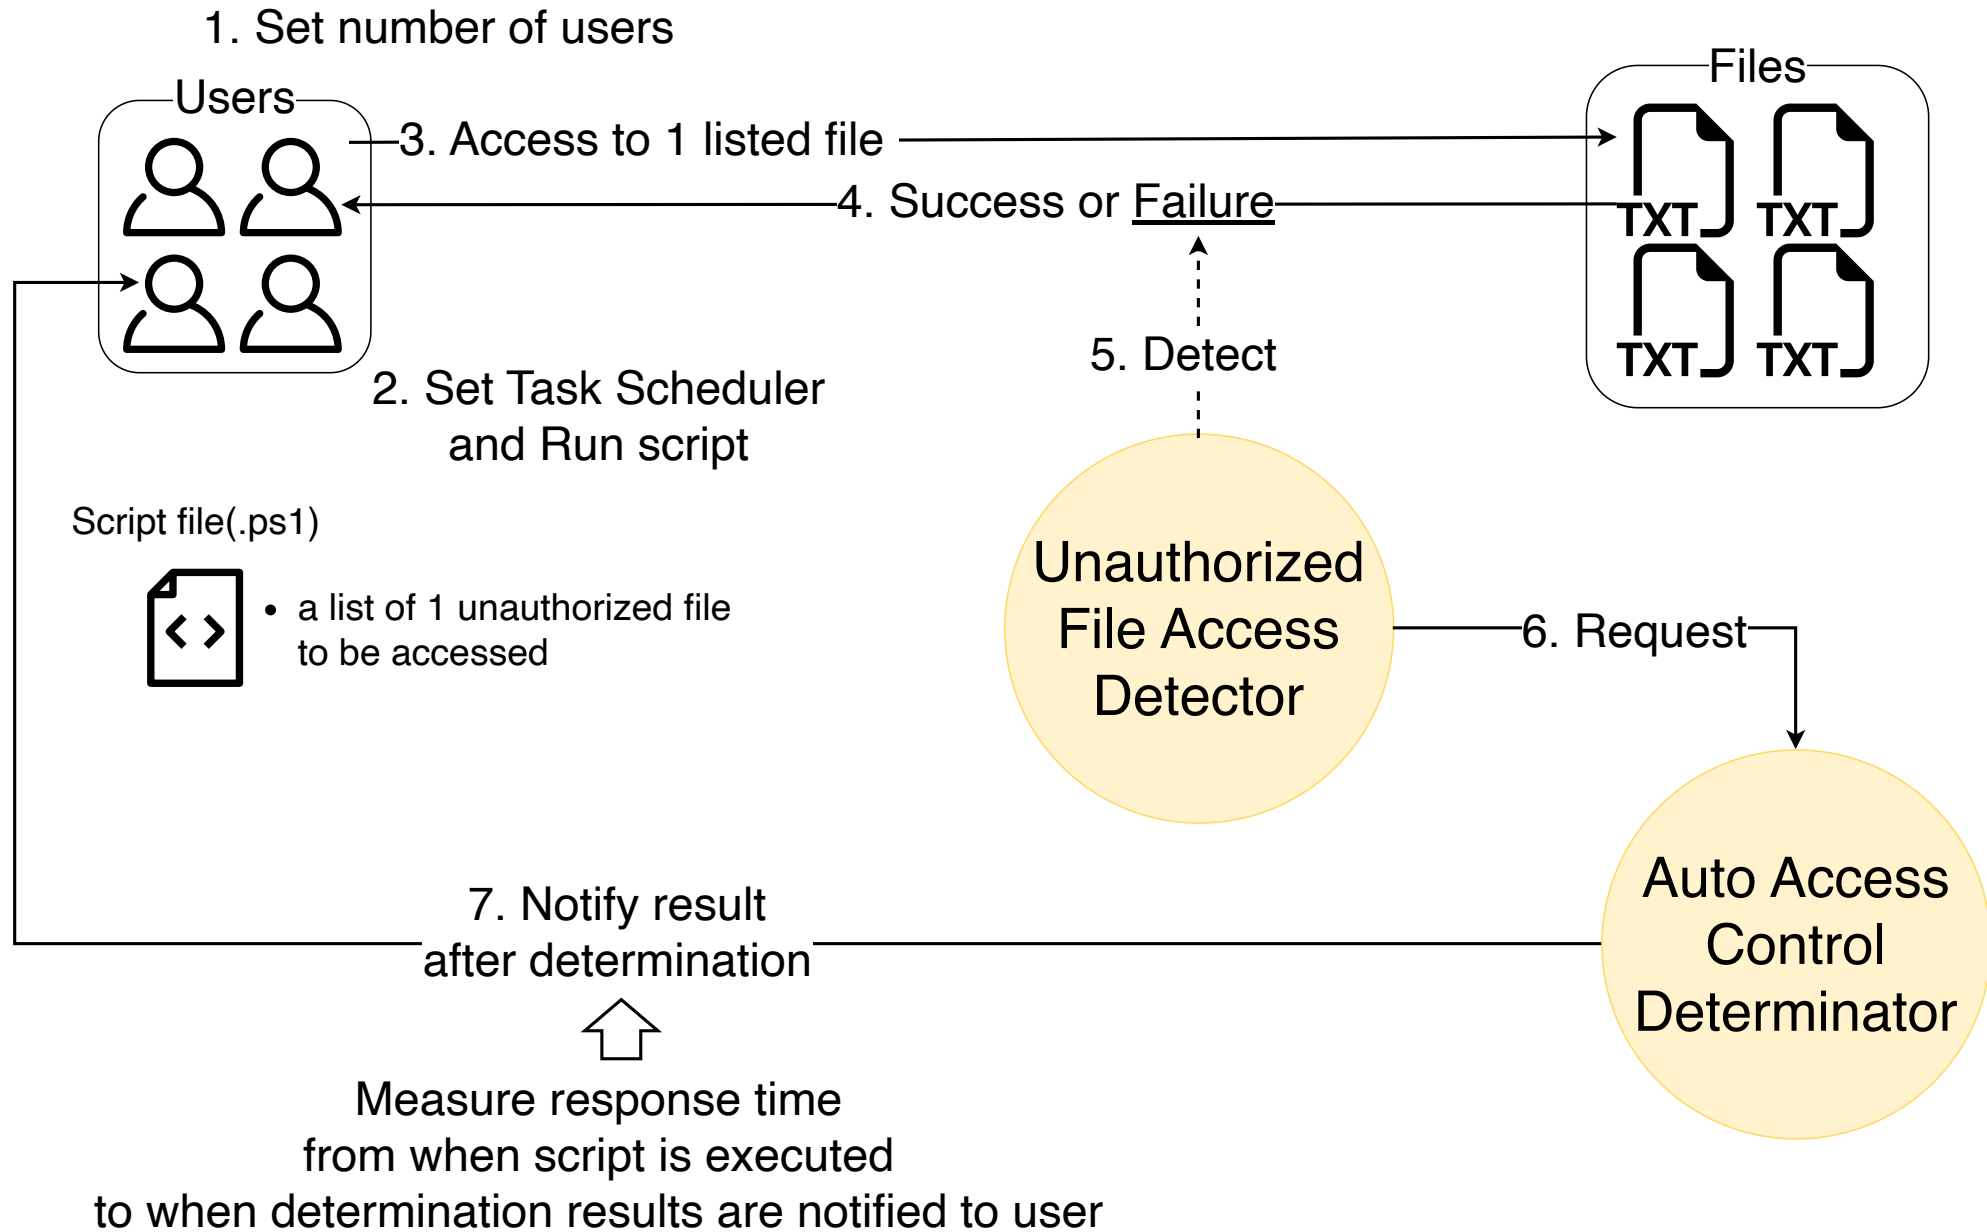 1. Set number of users
Users
Files
3. Access to 1 listed file
4. Success or Failure
TXT
TXT
TXT
TXT
5. Detect
2. Set Task Scheduler
and Run script
Script file(.ps1)
• a list of 1 unauthorized file
to be accessed
Unauthorized
File Access
Detector
6. Request
Auto Access
Control
Determinator
7. Notify result
after determination
Measure response time
from when script is executed
to when determination results are notified to user